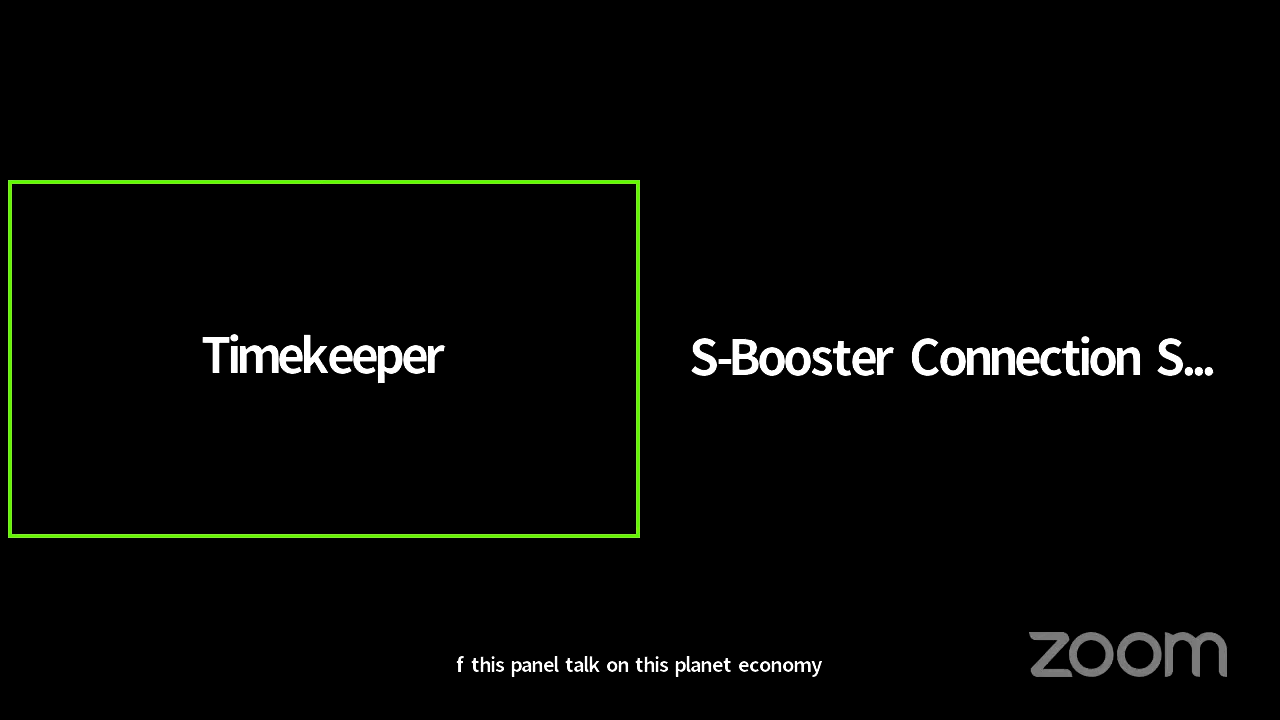 Timekeeper
S-Booster Connection S...
f this panel talk on this planet economy
zoom